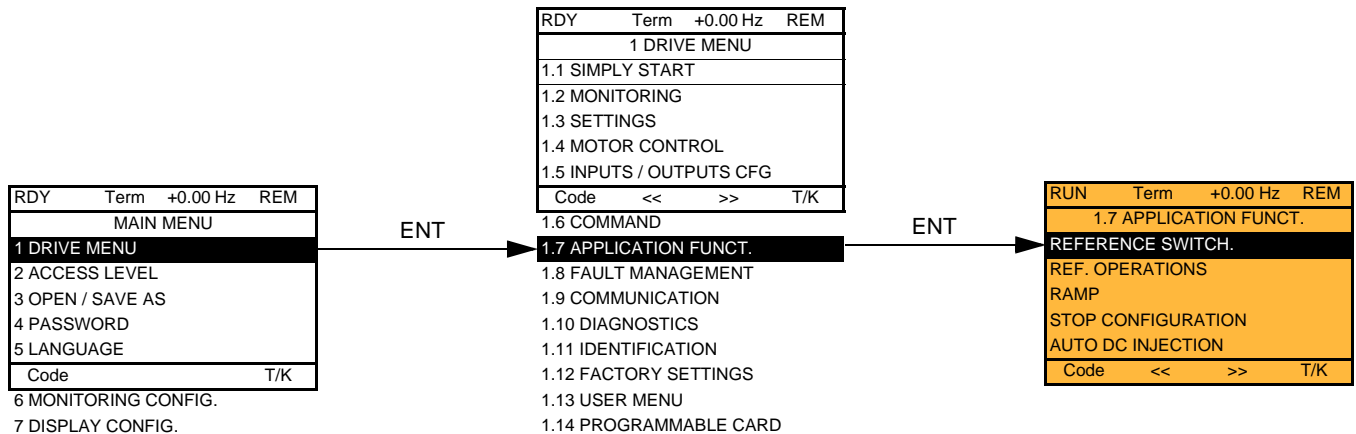 RDY Term +0.00 Hz REM
MAIN MENU
1 DRIVE MENU
2 ACCESS LEVEL
3 OPEN / SAVE AS
4 PASSWORD
5 LANGUAGE
Code T/K
6 MONITORING CONFIG.
7 DISPLAY CONFIG.
ENT
RDY Term +0.00 Hz REM
1 DRIVE MENU
1.1 SIMPLY START
1.2 MONITORING
1.3 SETTINGS
1.4 MOTOR CONTROL
1.5 INPUTS / OUTPUTS CFG
Code << >> T/K
1.6 COMMAND
1.7 APPLICATION FUNCT.
1.8 FAULT MANAGEMENT
1.9 COMMUNICATION
1.10 DIAGNOSTICS
1.11 IDENTIFICATION
1.12 FACTORY SETTINGS
1.13 USER MENU
1.14 PROGRAMMABLE CARD
ENT
RUN Term +0.00 Hz REM
1.7 APPLICATION FUNCT.
REFERENCE SWITCH.
REF. OPERATIONS
RAMP
STOP CONFIGURATION
AUTO DC INJECTION
Code << >> T/K